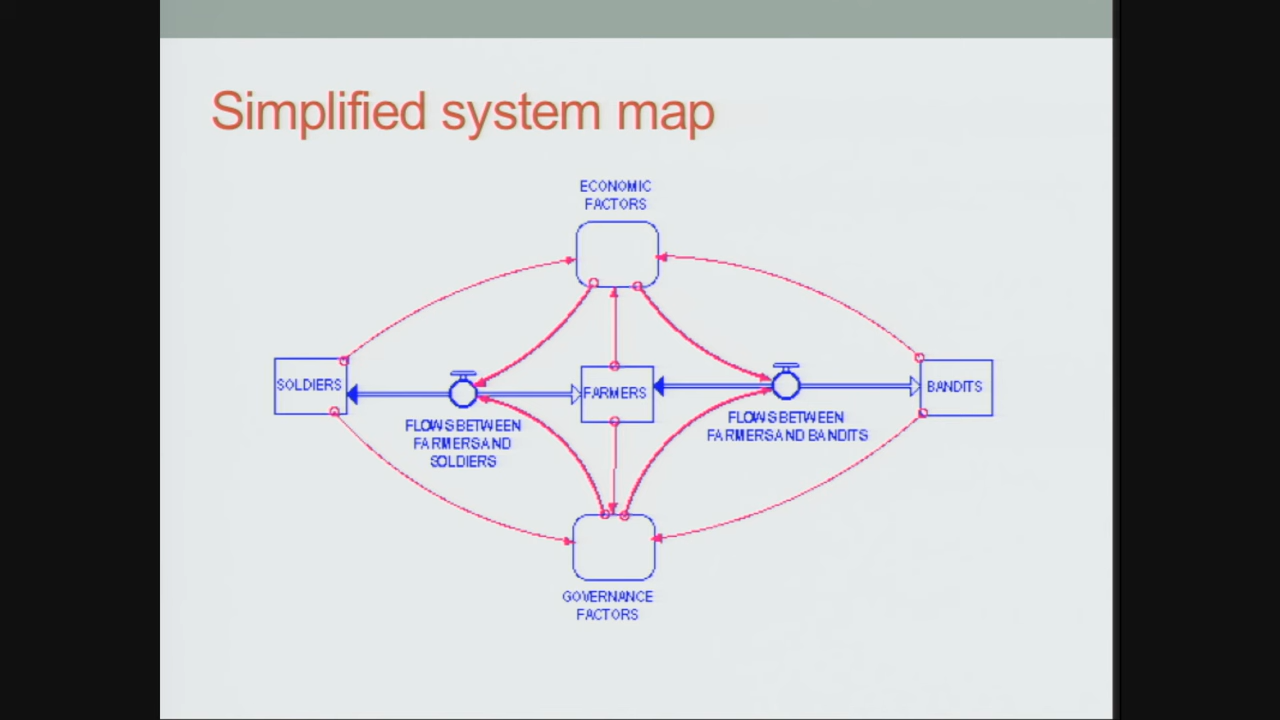 Simplified system map
ECONOMIC
FACTORS
SOLDIERS
FARMERS
BANDITS
FLOWS BETWEEN
FARMERS AND
SOLDIERS
FLOWS BETWEEN
FARMERS AND BANDITS
GOVERNANCE
FACTORS